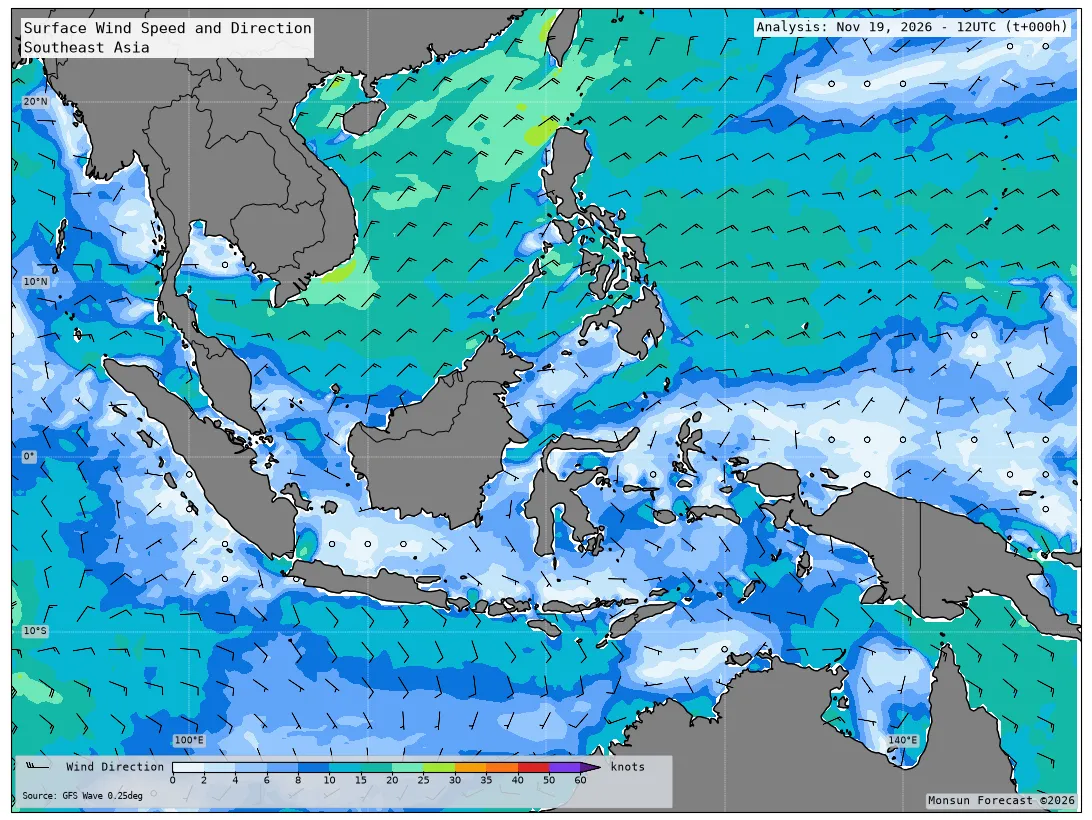 Surface Wind Speed and Direction
Southeast Asia
Analysis: Nov 19, 2026 - 12UTC (t+000h)
20°N
10°N
0°
10°S
100°E
140°E
Wind Direction
0 2 4 6 8 10 15 20 25 30 35 40 50 60
knots
Source: GFS Wave 0.25deg
Monsun Forecast ©2026